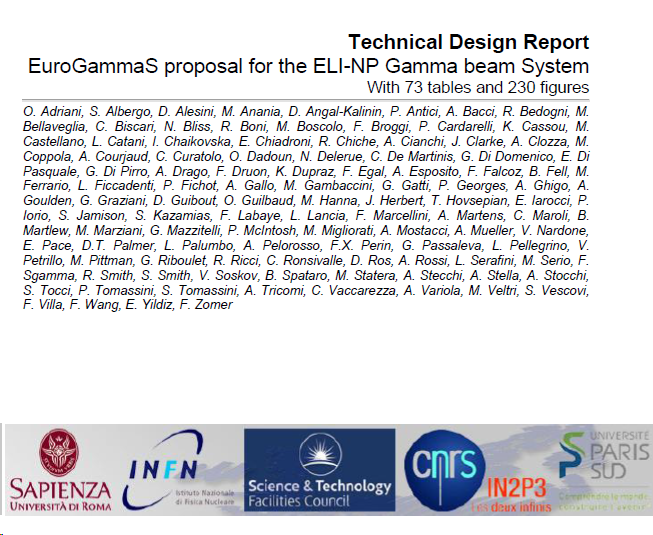 Technical Design Report
EuroGammaS proposal for the ELI-NP Gamma beam System
With 73 tables and 230 figures
O. Adriani, S. Albergo, D. Alesini, M. Anania, D. Angal-Kalinin, P. Antici, A. Bacci, R. Bedogni, M.
Bellaveglia, C. Biscari, N. Bliss, R. Boni, M. Boscolo, F. Broggi, P. Cardarelli, K. Cassou, M.
Castellano, L. Catani, I. Chaikovska, E. Chiadroni, R. Chiche, A. Cianchi, J. Clarke, A. Clozza, M.
Coppola, A. Courjaud, C. Curatolo, O. Dadoun, N. Delerue, C. De Martinis, G. Di Domenico, E. Di
Pasquale, G. Di Pirro, A. Drago, F. Druon, K. Dupraz, F. Egal, A. Esposito, F. Falcoz, B. Fell, M.
Ferrario, L. Ficcadenti, P. Fichot, A. Gallo, M. Gambaccini, G. Gatti, P. Georges, A. Ghigo, A.
Goulden, G. Graziani, D. Guibout, O. Guilbaud, M. Hanna, J. Herbert, T. Hovsepian, E. Iarocci, P.
Iorio, S. Jamison, S. Kazamias, F. Labaye, L. Lancia, F. Marcellini, A. Martens, C. Maroli, B.
Martlew, M. Marziani, G. Mazzitelli, P. McIntosh, M. Migliorati, A. Mostacci, A. Mueller, V. Nardone,
E. Pace, D.T. Palmer, L. Palumbo, A. Pelorosso, F.X. Perin, G. Passaleva, L. Pellegrino, V.
Petrillo, M. Pittman, G. Riboulet, R. Ricci, C. Ronsivalle, D. Ros, A. Rossi, L. Serafini, M. Serio, F.
Sgamma, R. Smith, S. Smith, V. Soskov, B. Spataro, M. Statera, A. Stecchi, A. Stella, A. Stocchi,
S. Tocci, P. Tomassini, S. Tomassini, A. Tricomi, C. Vaccarezza, A. Variola, M. Veltri, S. Vescovi,
F. Villa, F. Wang, E. Yildiz, F. Zomer
SAPIENZA
UNIVERSITÀ DI ROMA
INFN
Istituto Nazionale
di Fisica Nucleare
Science & Technology
Facilities Council
cnrs
IN2P3
Les deux infinis
UNIVERSITÉ
PARIS
SUD
Comprendre le monde,
construire l'avenir